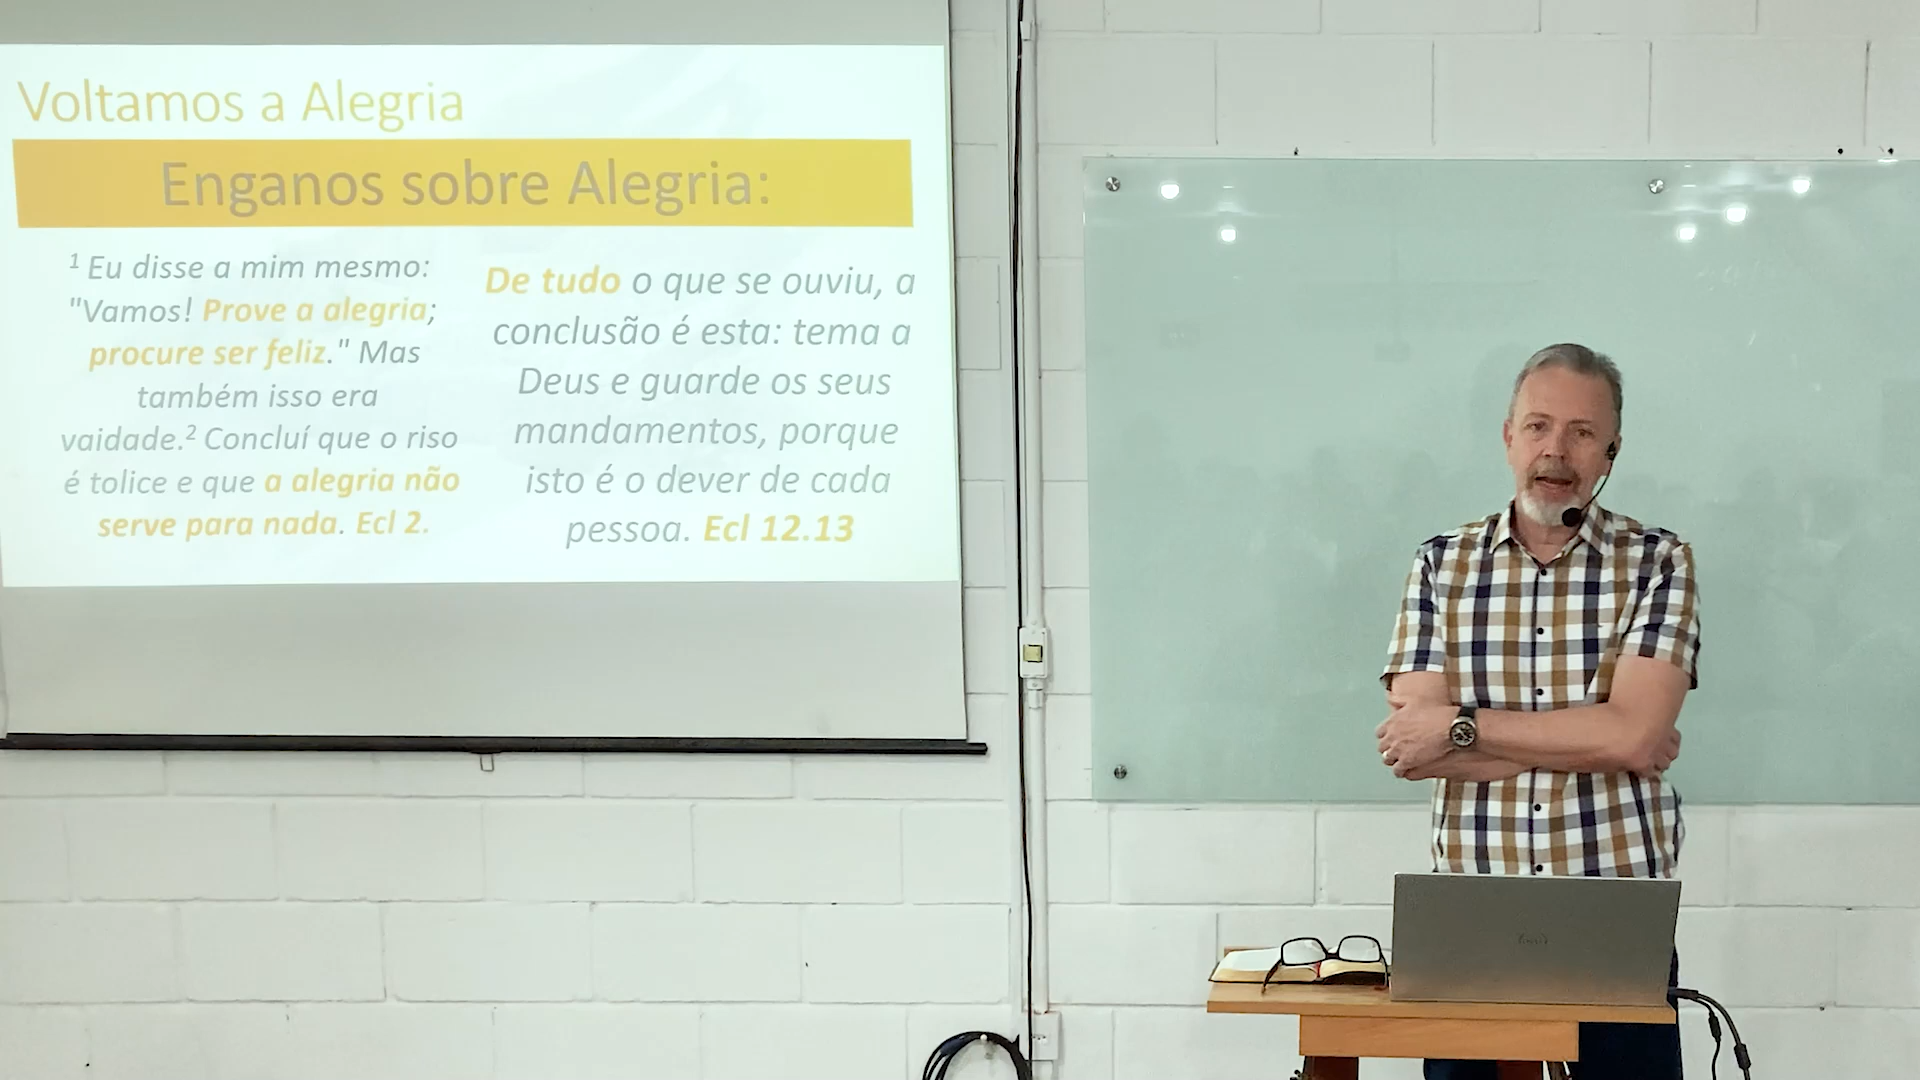 Voltamos a Alegria
Enganos sobre Alegria:
¹ Eu disse a mim mesmo:
"Vamos! Prove a alegria;
procure ser feliz." Mas
também isso era
vaidade.² Concluí que o riso
é tolice e que a alegria não
serve para nada. Ecl 2.
De tudo o que se ouviu, a
conclusão é esta: tema a
Deus e guarde os seus
mandamentos, porque
isto é o dever de cada
pessoa. Ecl 12.13